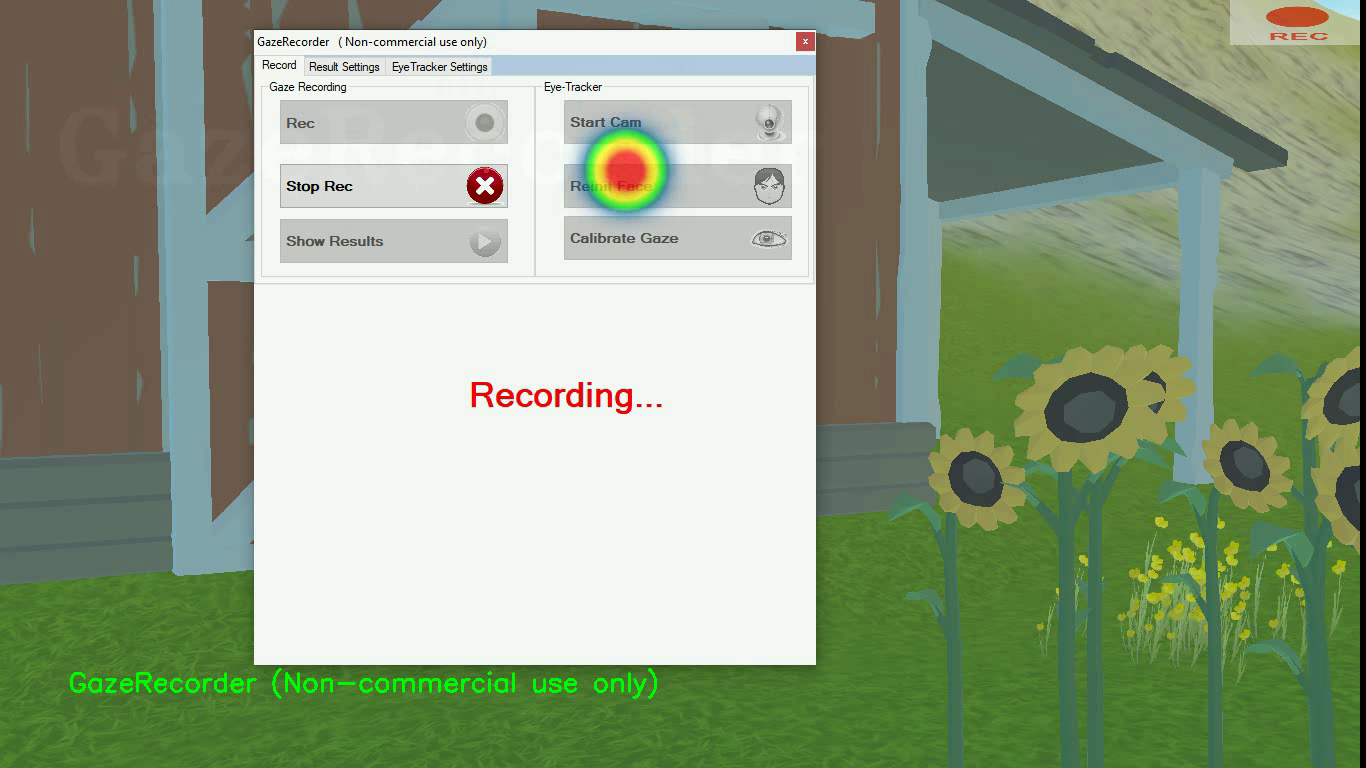 REC
GazeRecorder ( Non-commercial use only)
x
Record Result Settings EyeTracker Settings
Gaze Recording
Rec
Stop Rec
Show Results
Eye-Tracker
Start Cam
Reinit Face
Calibrate Gaze
GazeRecorder
Recording...
GazeRecorder (Non-commercial use only)